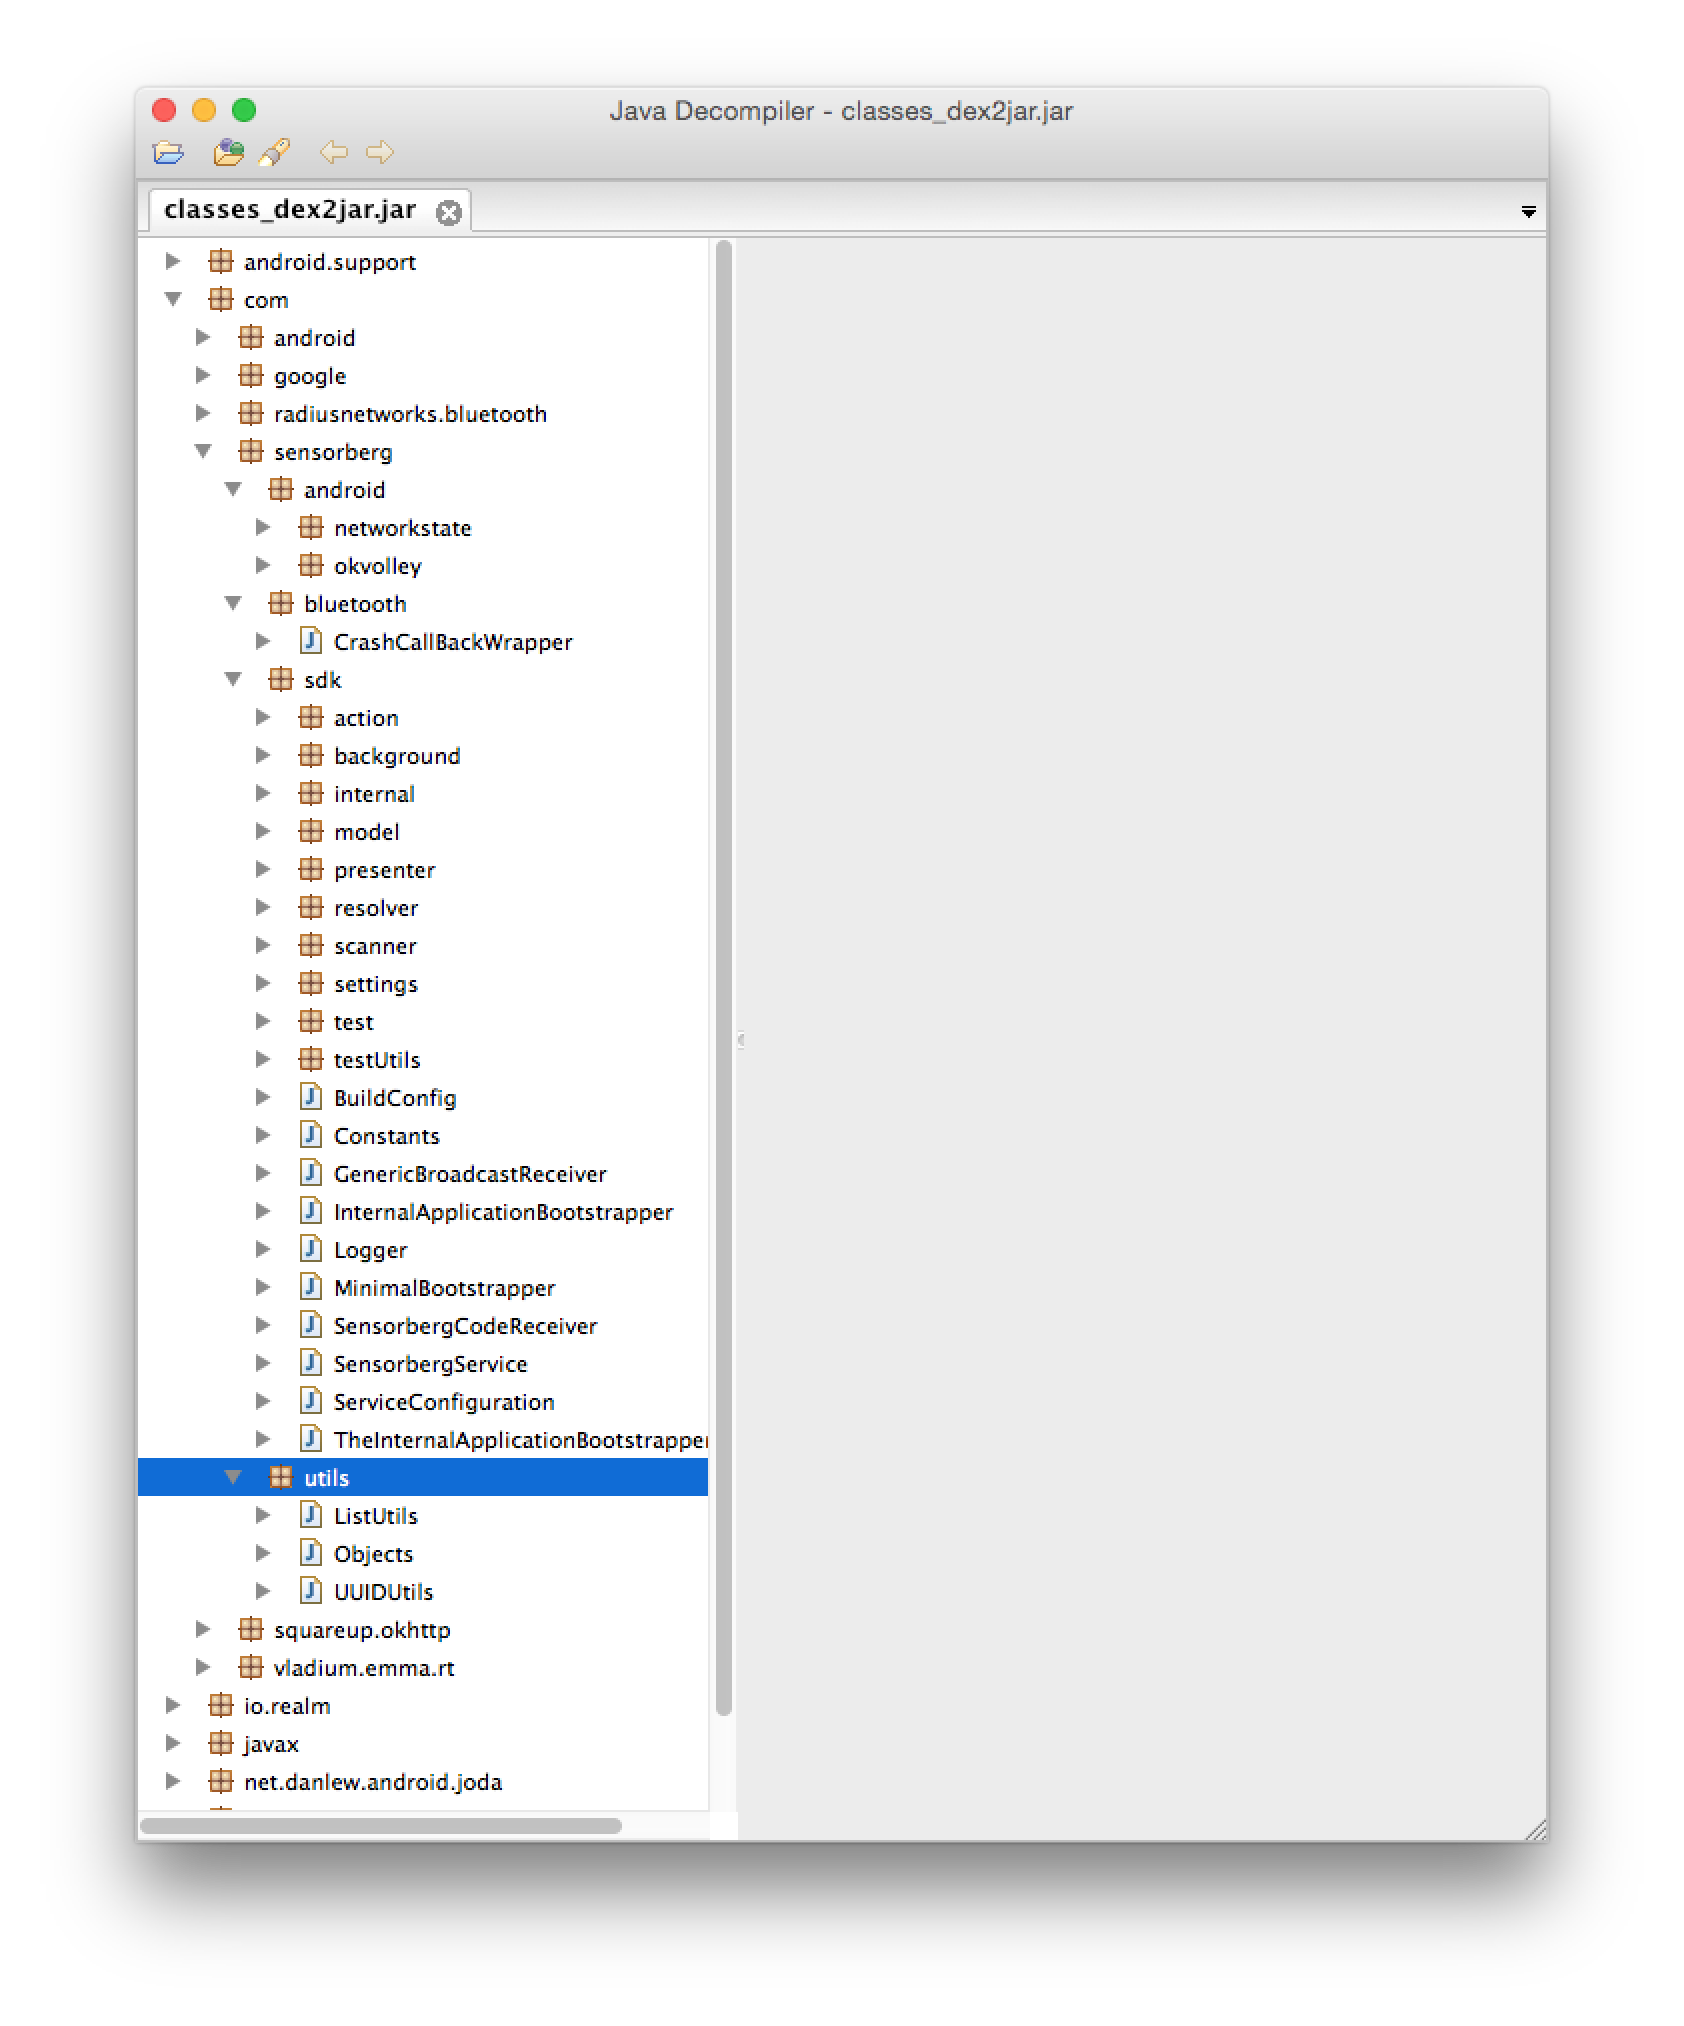 Java Decompiler - classes_dex2jar.jar
classes_dex2jar.jar
android.support
com
android
google
radiusnetworks.bluetooth
sensorberg
android
networkstate
okvolley
bluetooth
CrashCallBackWrapper
sdk
action
background
internal
model
presenter
resolver
scanner
settings
test
testUtils
BuildConfig
Constants
GenericBroadcastReceiver
InternalApplicationBootstrapper
Logger
MinimalBootstrapper
SensorbergCodeReceiver
SensorbergService
ServiceConfiguration
TheInternalApplicationBootstrapper
utils
ListUtils
Objects
UUIDUtils
squareup.okhttp
vladium.emma.rt
io.realm
javax
net.danlew.android.joda